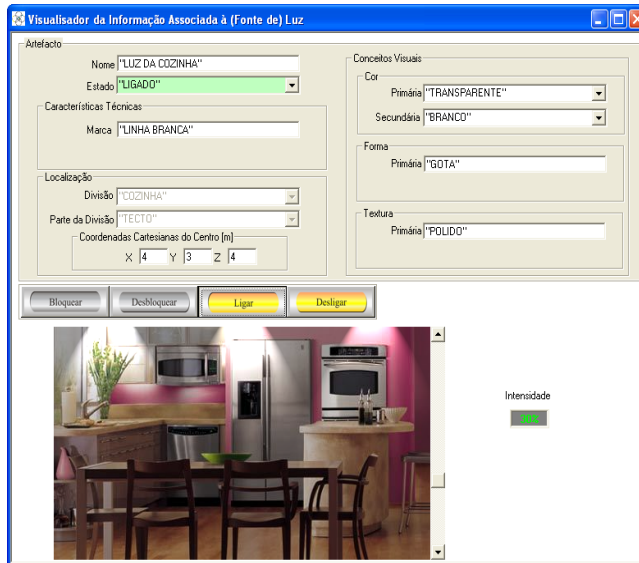 Visualisador da Informação Associada à (Fonte de) Luz
Artefacto
Nome "LUZ DA COZINHA"
Estado "LIGADO"
Características Técnicas
Marca "LINHA BRANCA"
Localização
Divisão "COZINHA"
Parte da Divisão "TECTO"
Coordenadas Cartesianas do Centro [m]
X 4 Y 3 Z 4
Conceitos Visuais
Cor
Primária "TRANSPARENTE"
Secundária "BRANCO"
Forma
Primária "GOTA"
Textura
Primária "POLIDO"
Bloquear Desbloquear Ligar Desligar
Intensidade